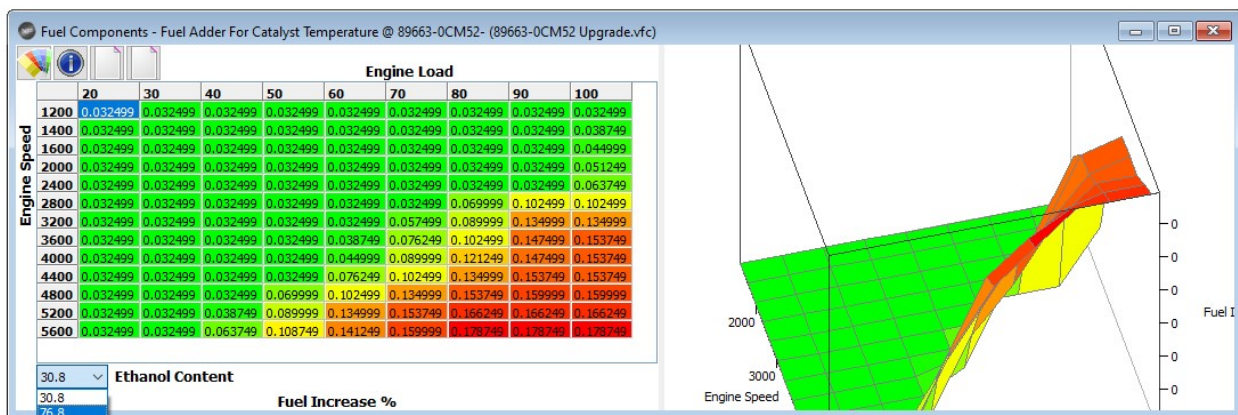 Fuel Components - Fuel Adder For Catalyst Temperature @ 89663-0CM52- (89663-0CM52 Upgrade.vfc)
Engine Load
20 30 40 50 60 70 80 90 100
Engine Speed
1200 0.032499 0.032499 0.032499 0.032499 0.032499 0.032499 0.032499 0.032499 0.032499
1400 0.032499 0.032499 0.032499 0.032499 0.032499 0.032499 0.032499 0.032499 0.038749
1600 0.032499 0.032499 0.032499 0.032499 0.032499 0.032499 0.032499 0.032499 0.044999
2000 0.032499 0.032499 0.032499 0.032499 0.032499 0.032499 0.032499 0.032499 0.051249
2400 0.032499 0.032499 0.032499 0.032499 0.032499 0.032499 0.032499 0.032499 0.063749
2800 0.032499 0.032499 0.032499 0.032499 0.032499 0.032499 0.069999 0.102499 0.102499
3200 0.032499 0.032499 0.032499 0.032499 0.032499 0.057499 0.089999 0.134999 0.134999
3600 0.032499 0.032499 0.032499 0.032499 0.038749 0.076249 0.102499 0.147499 0.153749
4000 0.032499 0.032499 0.032499 0.032499 0.044999 0.089999 0.121249 0.147499 0.153749
4400 0.032499 0.032499 0.032499 0.032499 0.076249 0.102499 0.134999 0.153749 0.153749
4800 0.032499 0.032499 0.032499 0.069999 0.102499 0.134999 0.153749 0.159999 0.159999
5200 0.032499 0.032499 0.038749 0.089999 0.134999 0.153749 0.166249 0.166249 0.166249
5600 0.032499 0.032499 0.063749 0.108749 0.141249 0.159999 0.178749 0.178749 0.178749
30.8 Ethanol Content
30.8
76.8
Fuel Increase %
2000
3000
Engine Speed
0
0
0
0
0
0
Fuel I